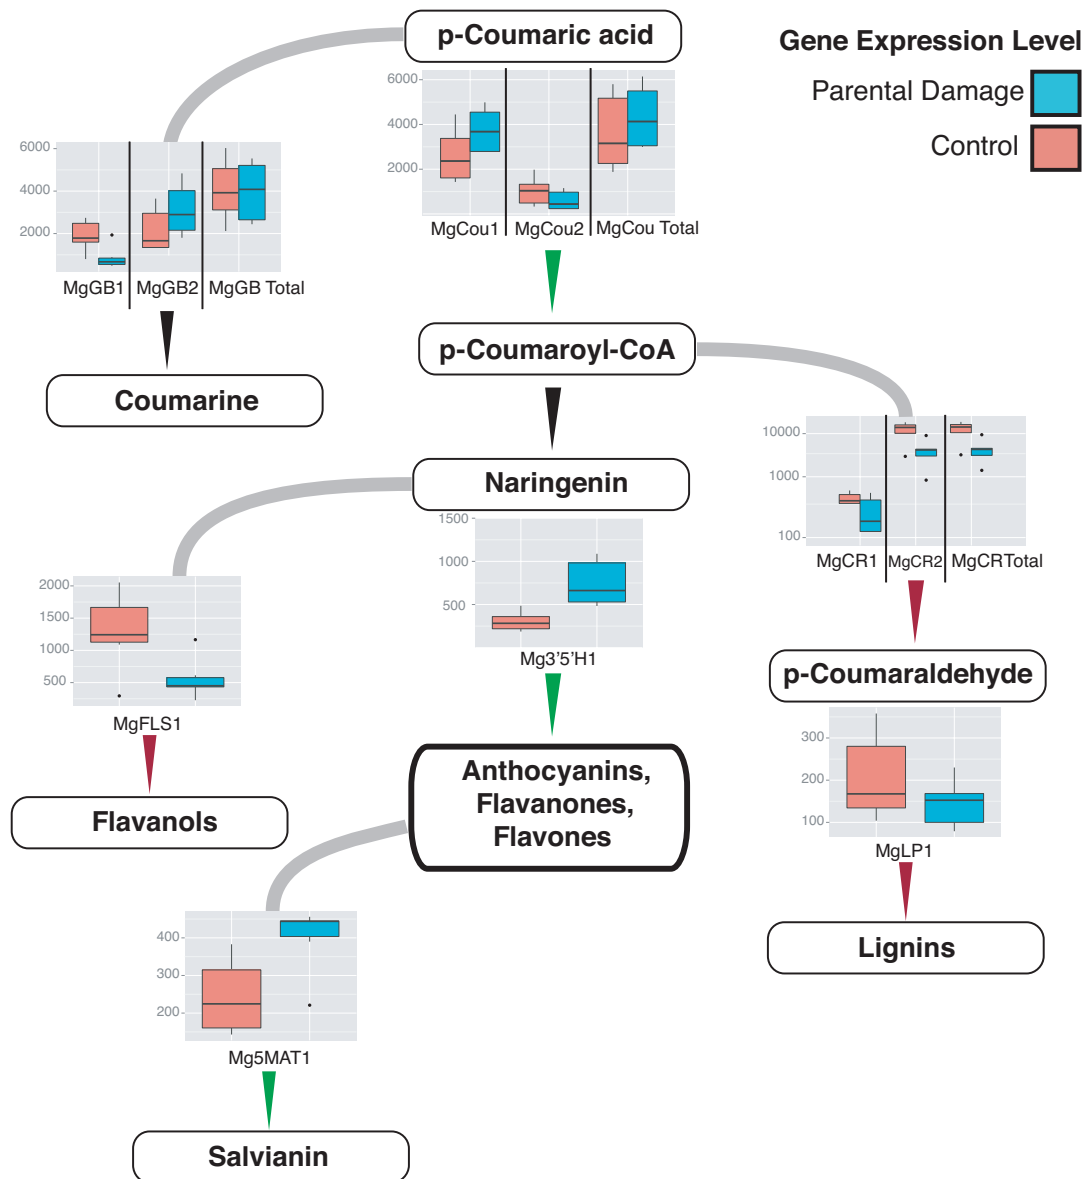 p-Coumaric acid
Gene Expression Level
Parental Damage
Control
6000
4000
2000
MgCou1
MgCou2
MgCou Total
6000
4000
2000
MgGB1
MgGB2
MgGB Total
p-Coumaroyl-CoA
Coumarine
10000
1000
100
MgCR1
MgCR2
MgCRTotal
Naringenin
1500
1000
500
Mg3'5'H1
2000
1500
1000
500
MgFLS1
p-Coumaraldehyde
300
200
100
MgLP1
Flavanols
Anthocyanins,
Flavanones,
Flavones
400
300
200
Mg5MAT1
Lignins
Salvianin